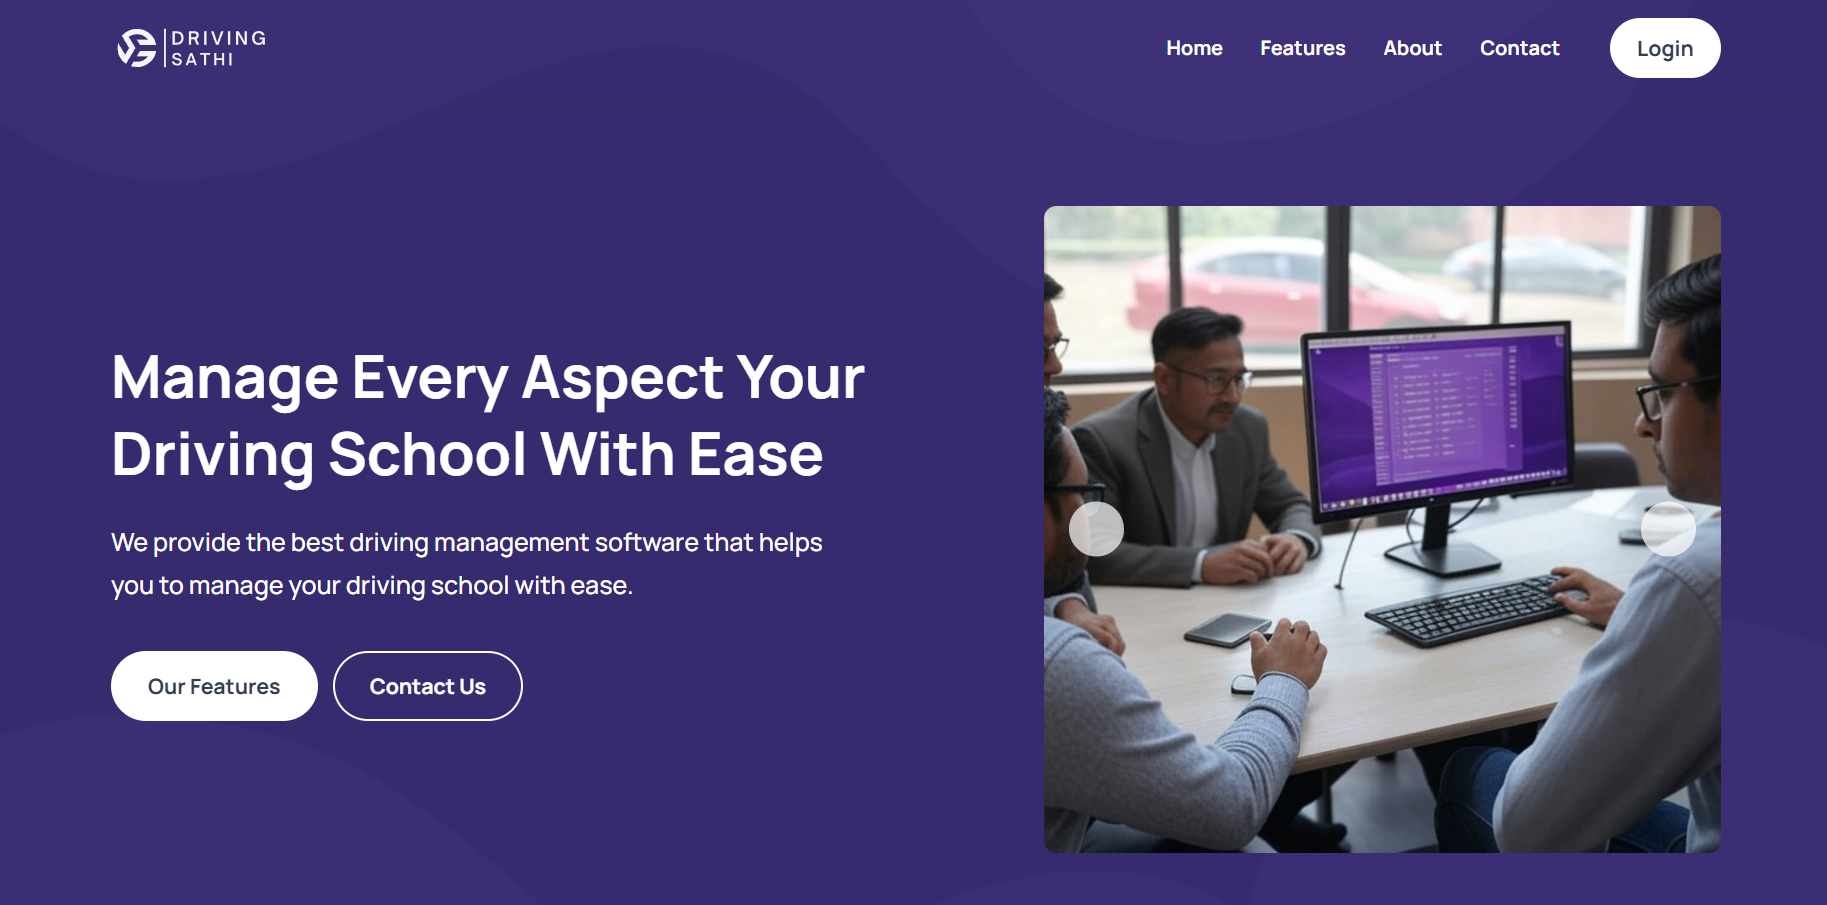 DRIVING
SATHI
Home Features About Contact Login
Manage Every Aspect Your
Driving School With Ease
We provide the best driving management software that helps
you to manage your driving school with ease.
Our Features Contact Us